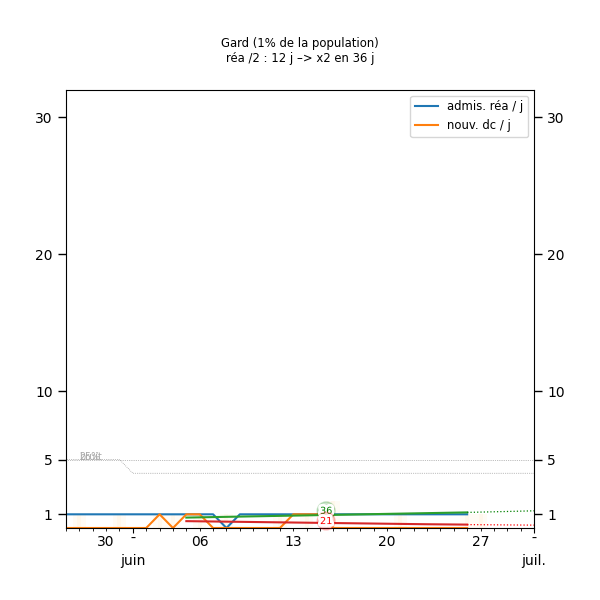 Gard (1% de la population)
réa /2 : 12 j –> x2 en 36 j
admis. réa / j
nouv. dc / j
30 30
20 20
10 10
5 5
25%
36
1 1
21
30 - 06 13 20 27 -
juin juil.